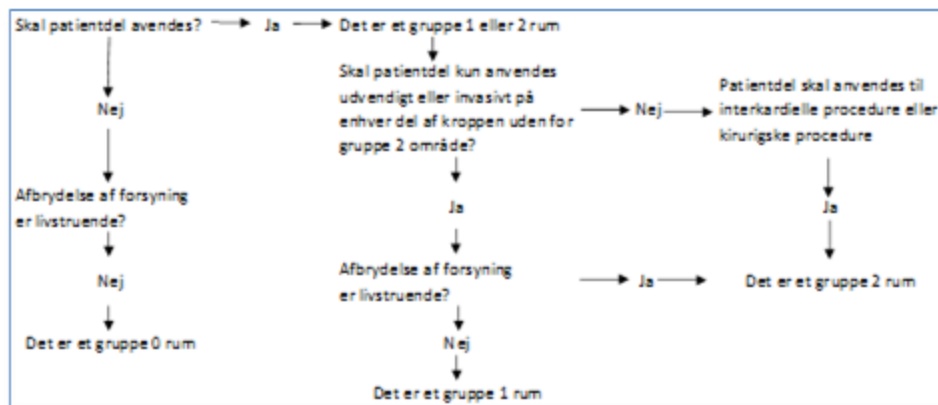 Skal patientdel avendes?
Ja
Det er et gruppe 1 eller 2 rum
Nej
Skal patientdel kun anvendes
udvendigt eller invasivt på
enhver del af kroppen uden for
gruppe 2 område?
Nej
Patientdel skal anvendes til
interkardielle procedure eller
kirurigske procedure
Afbrydelse af forsyning
er livstruende?
Ja
Ja
Nej
Afbrydelse af forsyning
er livstruende?
Ja
Det er et gruppe 2 rum
Det er et gruppe 0 rum
Nej
Det er et gruppe 1 rum